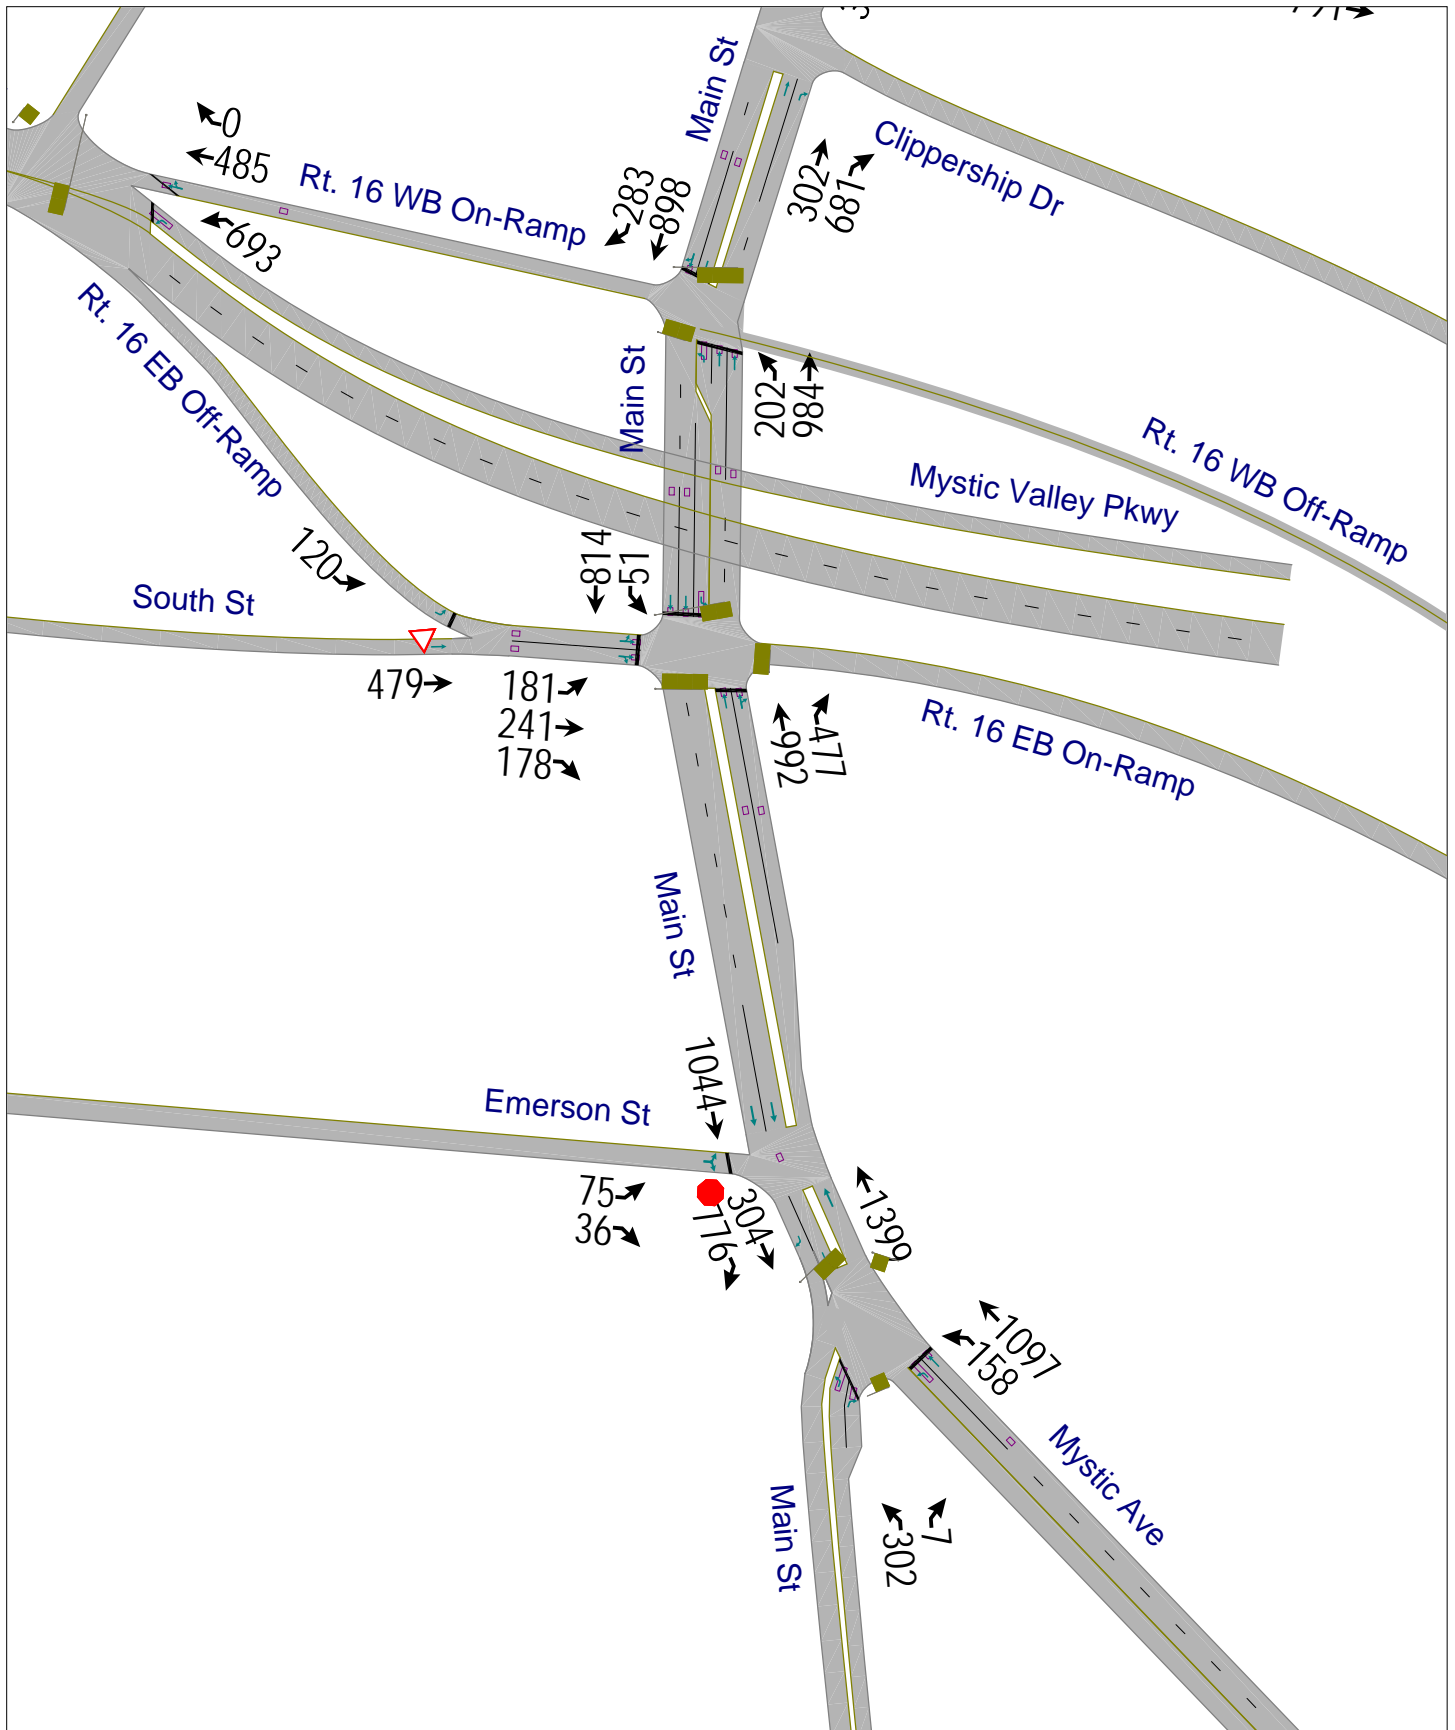 Main St
Clippership Dr
0
485
Rt. 16 WB On-Ramp
283
898
302
681
693
Rt. 16 EB Off-Ramp
Main St
202
984
Rt. 16 WB Off-Ramp
Mystic Valley Pkwy
120
814
51
South St
479
181
241
178
992
477
Rt. 16 EB On-Ramp
Main St
1044
Emerson St
75
36
304
776
1399
1097
158
Mystic Ave
Main St
302
7